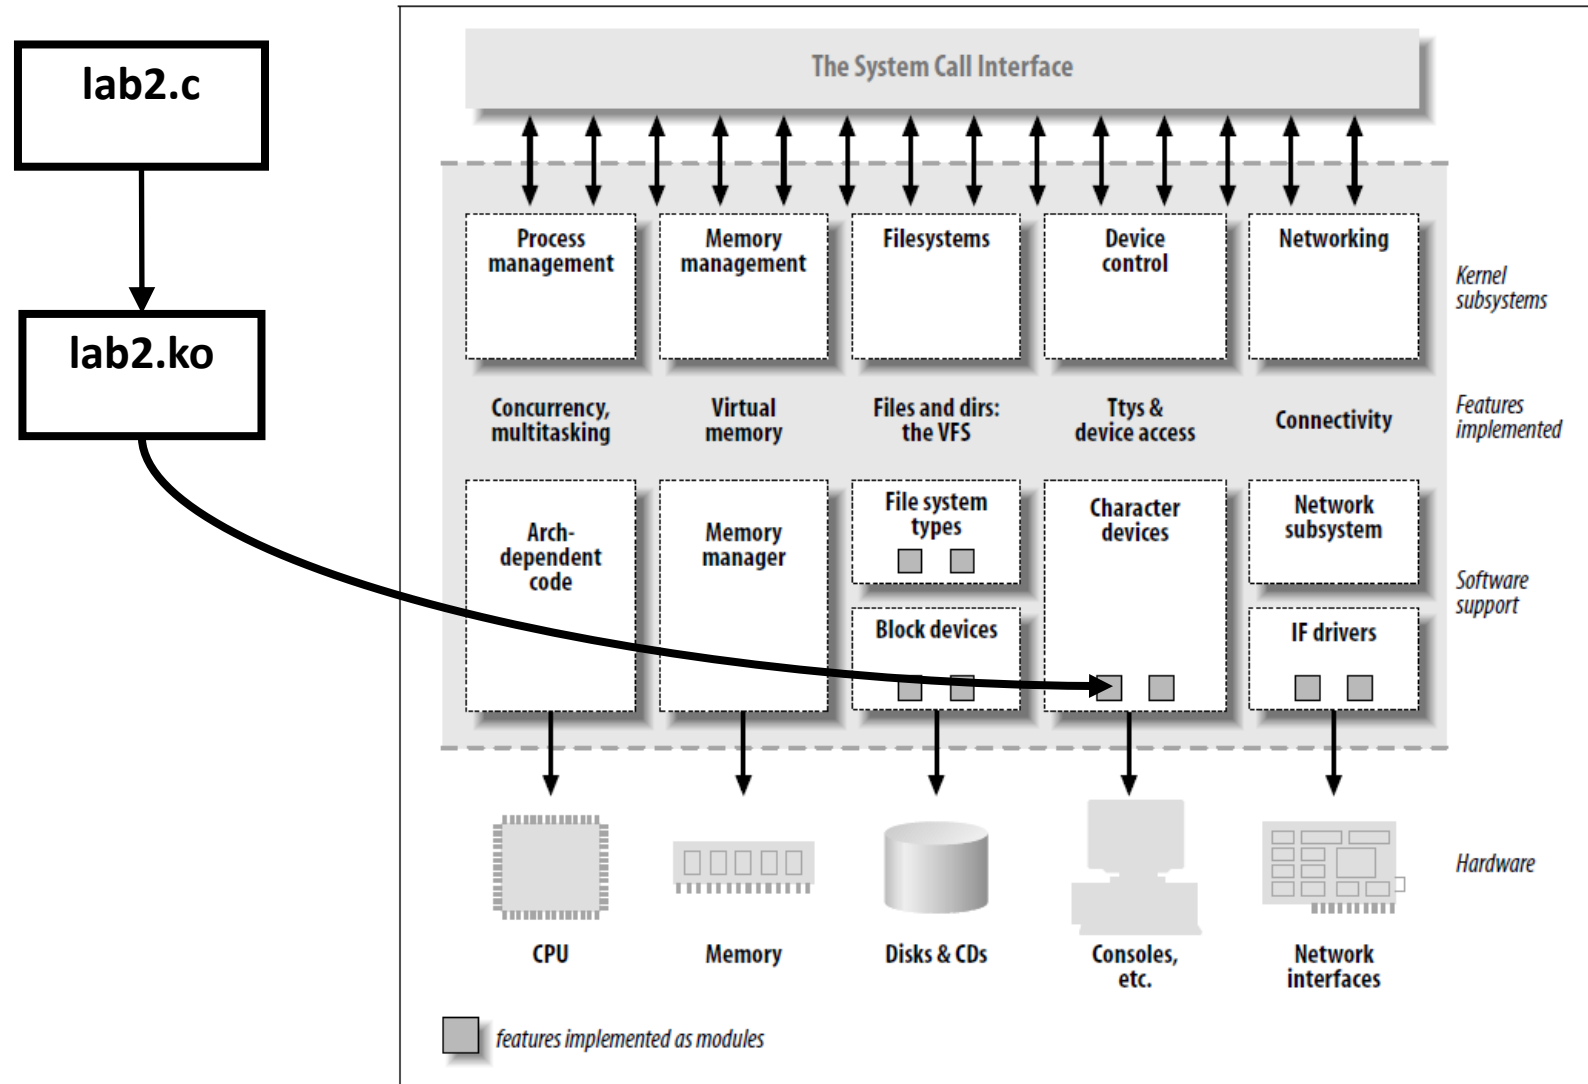 lab2.c
lab2.ko
The System Call Interface
Process
management
Memory
management
Filesystems
Device
control
Networking
Kernel
subsystems
Concurrency,
multitasking
Virtual
memory
Files and dirs:
the VFS
Ttys &
device access
Connectivity
Features
implemented
Arch-
dependent
code
Memory
manager
File system
types
Block devices
Character
devices
Network
subsystem
IF drivers
Software
support
CPU
Memory
Disks & CDs
Consoles,
etc.
Network
interfaces
Hardware
features implemented as modules